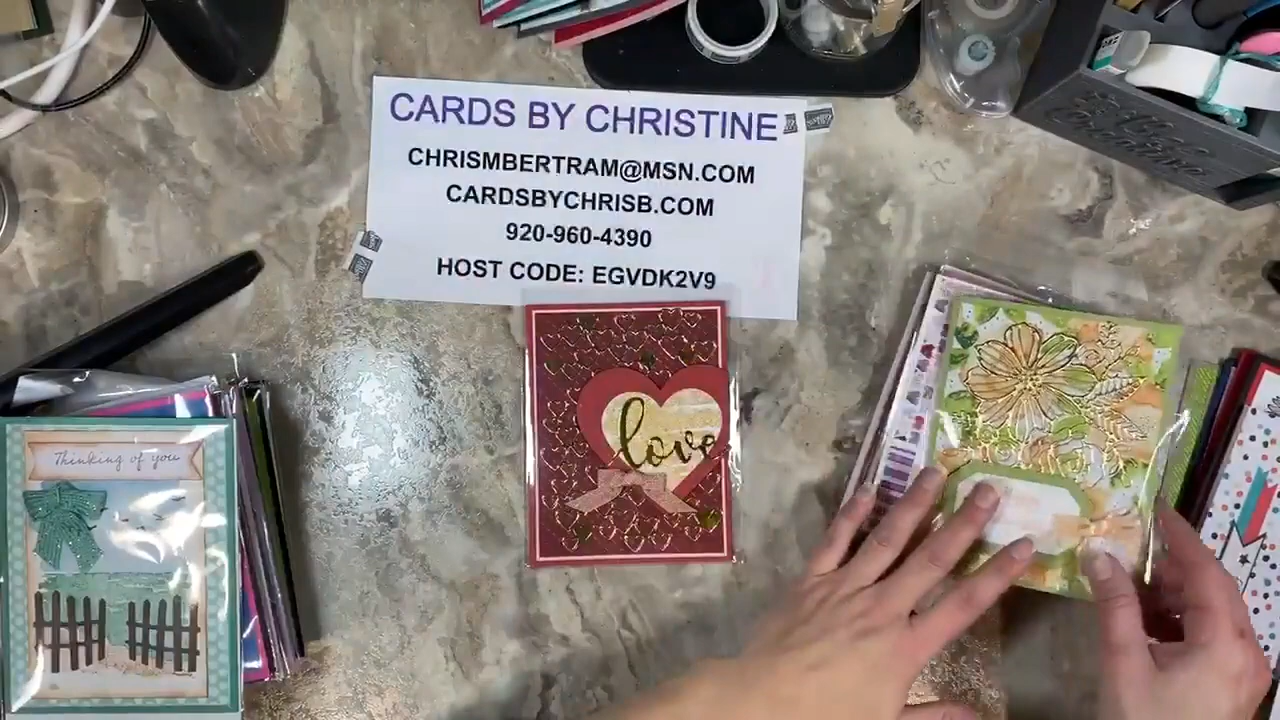 CARDS BY CHRISTINE
CHRISMBERTRAM@MSN.COM
CARDSBYCHRISB.COM
920-960-4390
HOST CODE: EGVDK2V9
love
Thinking of you